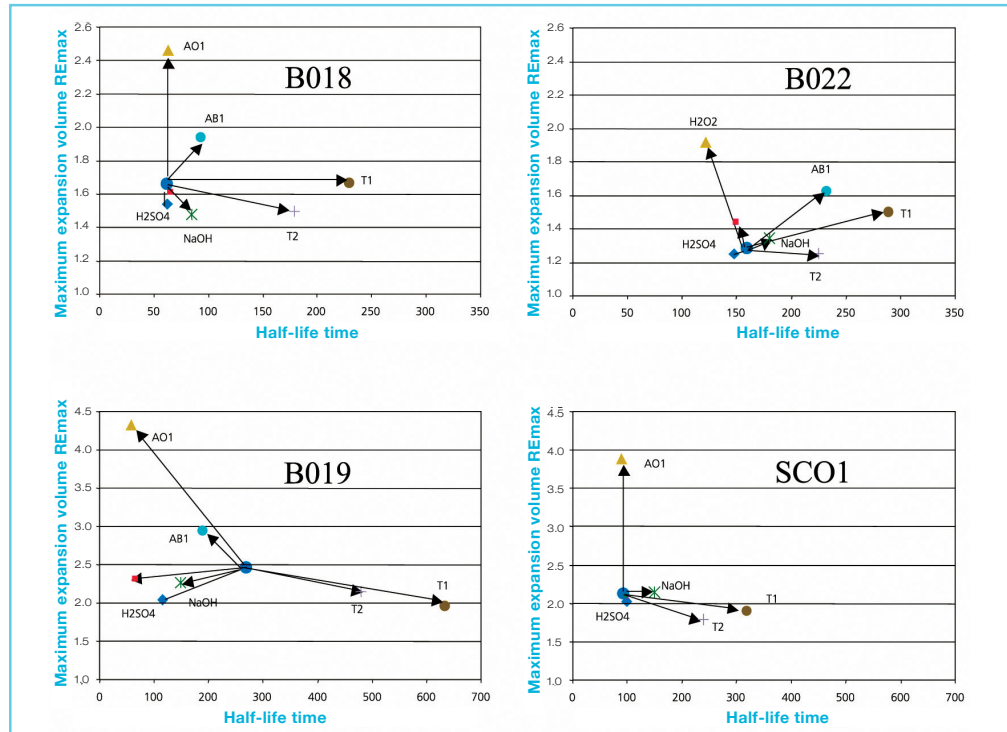 Maximum expansion volume REmax
2.6
2.4
2.2
2.0
1.8
1.6
1.4
1.2
1.0
AO1
B018
AB1
T1
H2SO4
NaOH
T2
0 50 100 150 200 250 300 350
Half-life time
Maximum expansion volume REmax
2.6
2.4
2.2
2.0
1.8
1.6
1.4
1.2
1.0
B022
H2O2
AB1
T1
H2SO4
NaOH
T2
0 50 100 150 200 250 300 350
Half-life time
Maximum expansion volume REmax
4.5
4.0
3.5
3.0
2.5
2.0
1.5
1.0
AO1
B019
AB1
T1
H2SO4
NaOH
T2
0 100 200 300 400 500 600 700
Half-life time
Maximum expansion volume REmax
4.5
4.0
3.5
3.0
2.5
2.0
1.5
1.0
AO1
SCO1
NaOH
T1
H2SO4
T2
0 100 200 300 400 500 600 700
Half-life time